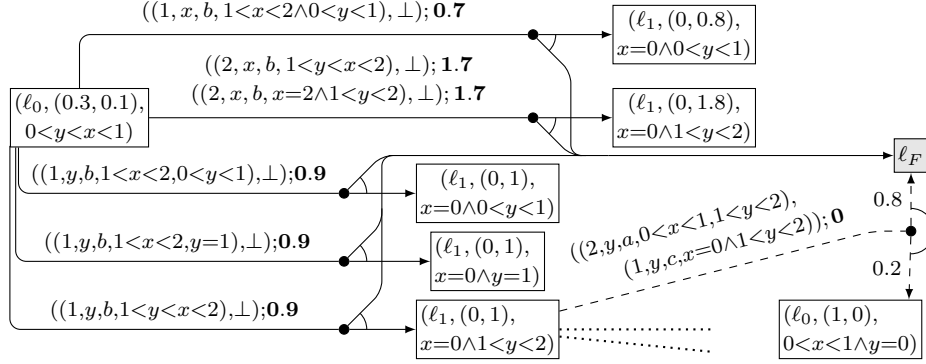 ((1, x, b, 1<x<2∧0<y<1), ⊥); 0.7
(ℓ₁, (0, 0.8),
x=0∧0<y<1)
((2, x, b, 1<y<x<2), ⊥); 1.7
((2, x, b, x=2∧1<y<2), ⊥); 1.7
(ℓ₀, (0.3, 0.1),
0<y<x<1)
(ℓ₁, (0, 1.8),
x=0∧1<y<2)
ℓ_F
((1,y,b,1<x<2,0<y<1),⊥);0.9
(ℓ₁, (0, 1),
x=0∧0<y<1)
0.8
((2,y,a,0<x<1,1<y<2),
(1,y,c,x=0∧1<y<2)); 0
((1,y,b,1<x<2,y=1),⊥);0.9
(ℓ₁, (0, 1),
x=0∧y=1)
0.2
((1,y,b,1<y<x<2),⊥);0.9
(ℓ₁, (0, 1),
x=0∧1<y<2)
(ℓ₀, (1, 0),
0<x<1∧y=0)